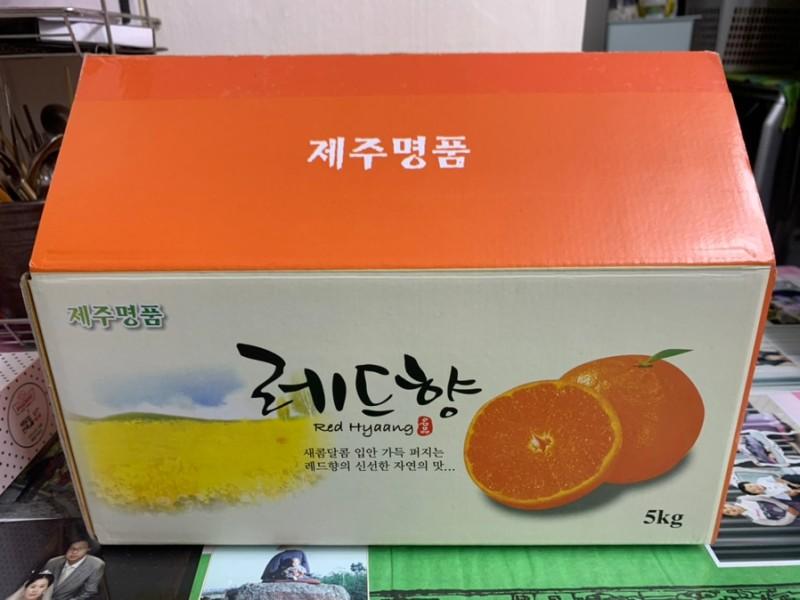 제주명품
제주명품
레드향
Red Hyaang
새콤달콤 입안 가득 퍼지는
레드향의 신선한 자연의 맛...
5kg